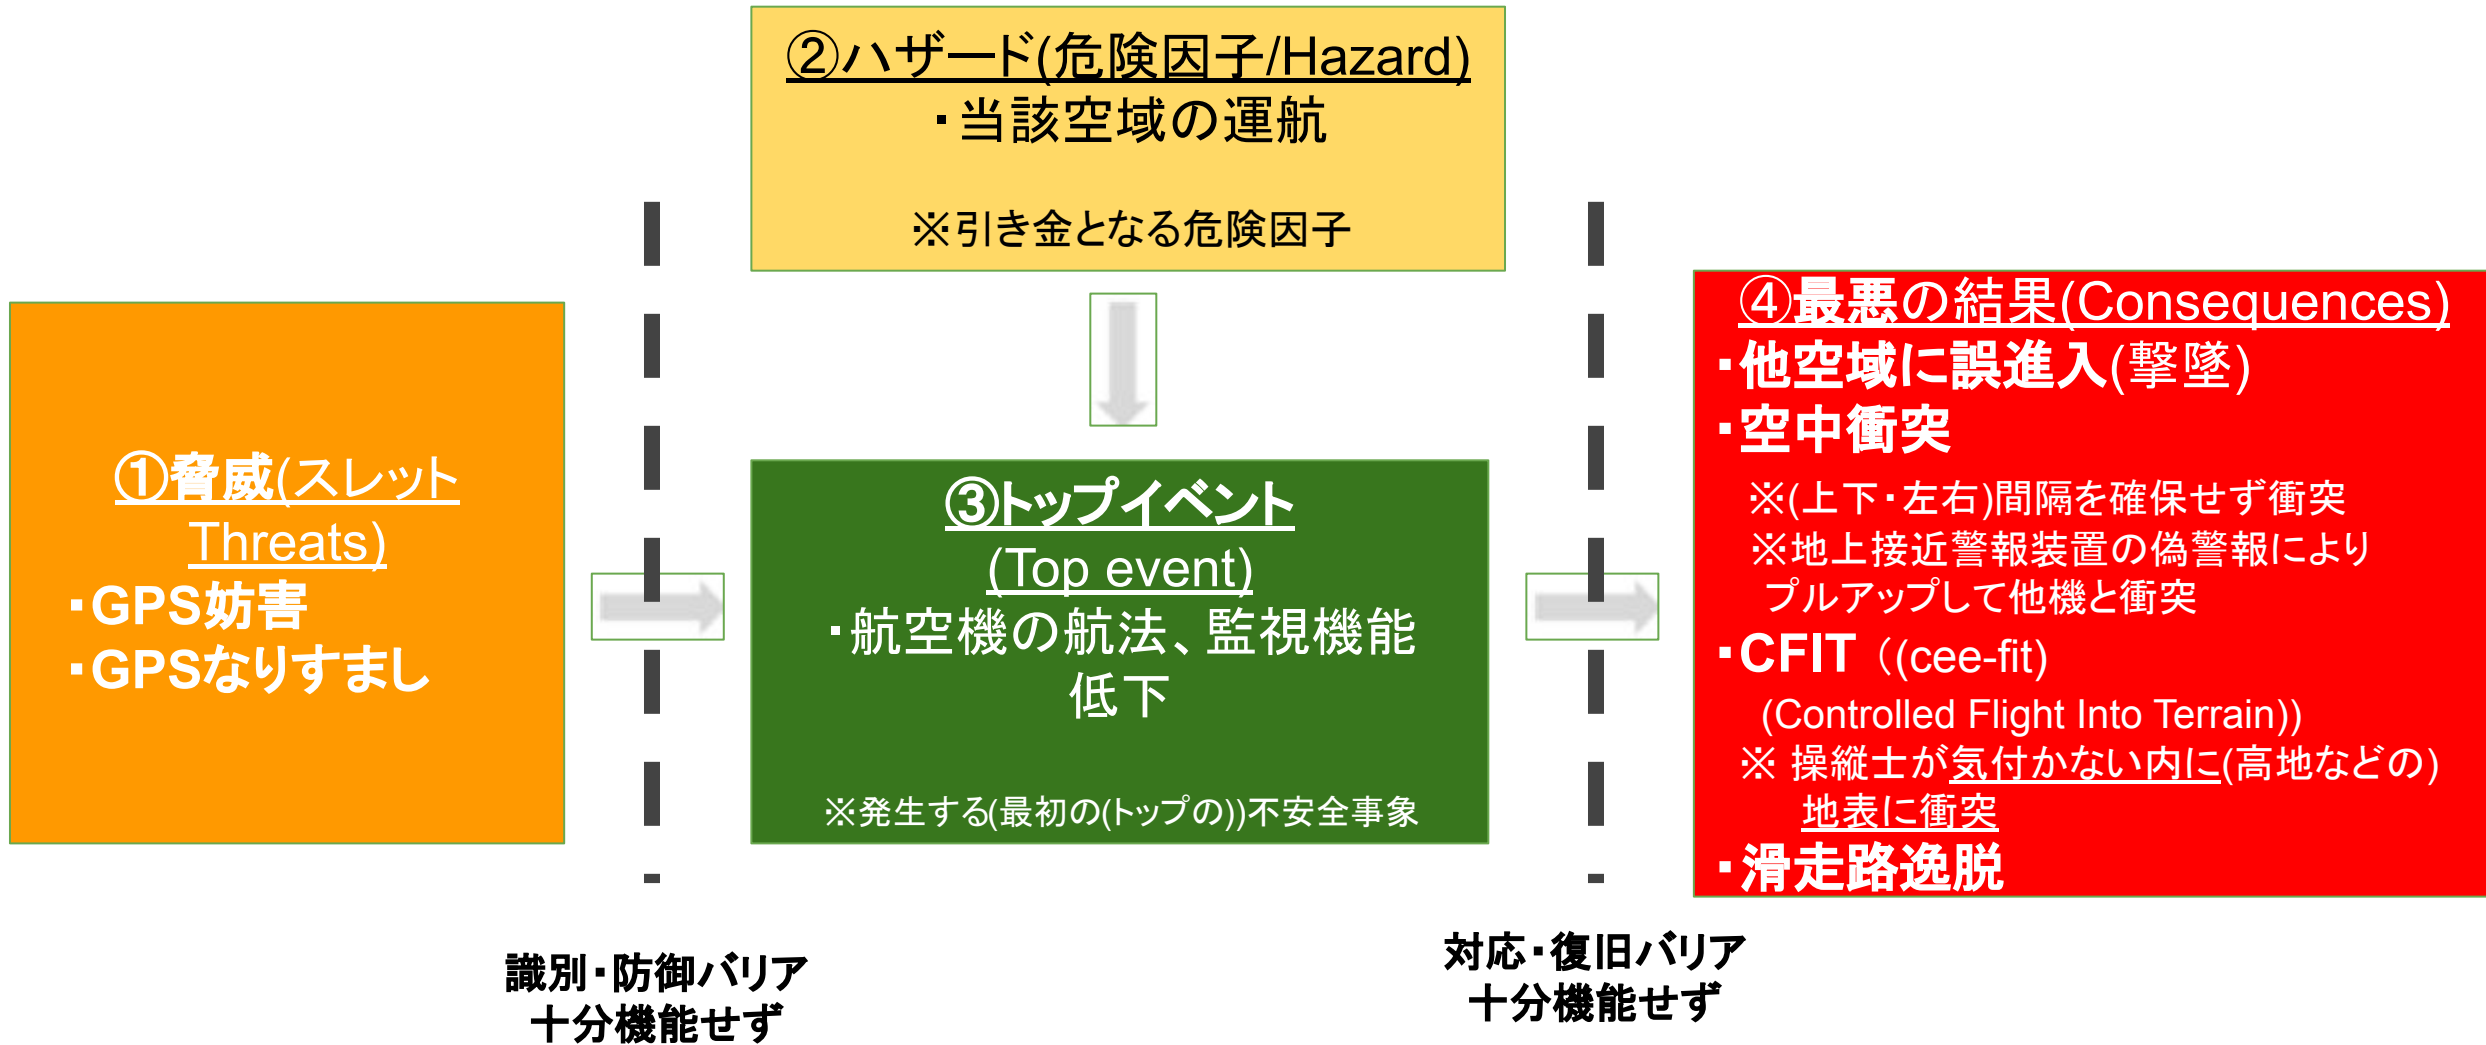 ②ハザード(危険因子/Hazard)
・当該空域の運航
※引き金となる危険因子
①脅威(スレット
Threats)
・GPS妨害
・GPSなりすまし
③トップイベント
(Top event)
・航空機の航法、監視機能
低下
※発生する(最初の(トップの))不安全事象
④最悪の結果(Consequences)
・他空域に誤進入(撃墜)
・空中衝突
※(上下・左右)間隔を確保せず衝突
※地上接近警報装置の偽警報により
プルアップして他機と衝突
・CFIT（(cee-fit)
(Controlled Flight Into Terrain))
※ 操縦士が気付かない内に(高地などの)
地表に衝突
・滑走路逸脱
識別・防御バリア
十分機能せず
対応・復旧バリア
十分機能せず